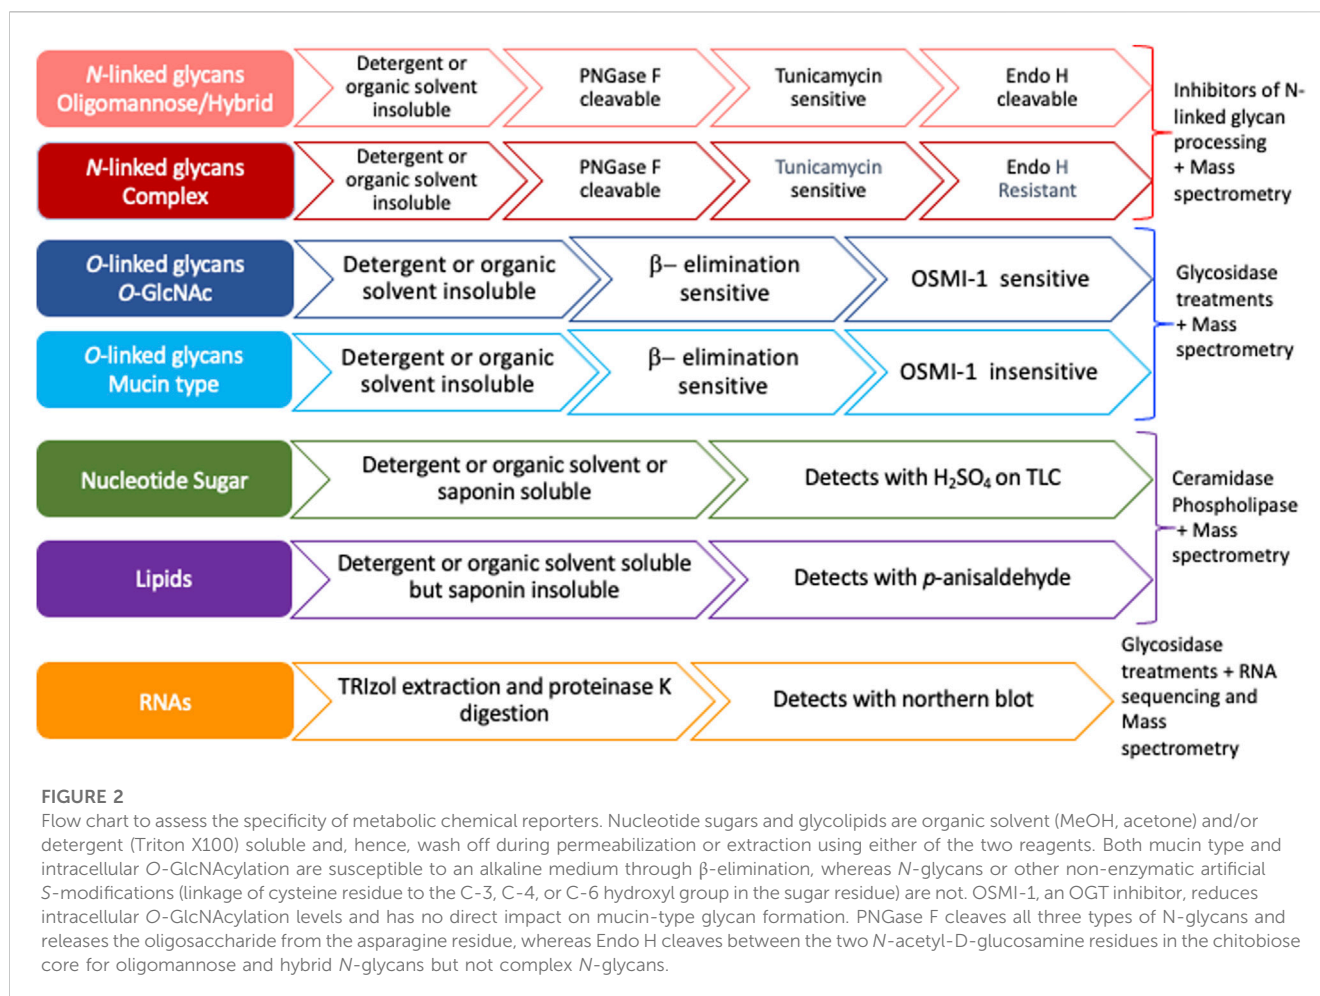 N-linked glycans
Oligomannose/Hybrid
Detergent or
organic solvent
insoluble
PNGase F
cleavable
Tunicamycin
sensitive
Endo H
cleavable
Inhibitors of N-
linked glycan
processing
+ Mass
spectrometry
N-linked glycans
Complex
Detergent or
organic solvent
insoluble
PNGase F
cleavable
Tunicamycin
sensitive
Endo H
Resistant
O-linked glycans
O-GlcNAc
Detergent or organic
solvent insoluble
β– elimination
sensitive
OSMI-1 sensitive
Glycosidase
treatments
+ Mass
spectrometry
O-linked glycans
Mucin type
Detergent or organic
solvent insoluble
β– elimination
sensitive
OSMI-1 insensitive
Nucleotide Sugar
Detergent or organic solvent or
saponin soluble
Detects with H₂SO₄ on TLC
Ceramidase
Phospholipase
+ Mass
spectrometry
Lipids
Detergent or organic solvent soluble
but saponin insoluble
Detects with p-anisaldehyde
RNAs
TRIzol extraction and proteinase K
digestion
Detects with northern blot
Glycosidase
treatments + RNA
sequencing and
Mass
spectrometry
FIGURE 2
Flow chart to assess the specificity of metabolic chemical reporters. Nucleotide sugars and glycolipids are organic solvent (MeOH, acetone) and/or
detergent (Triton X100) soluble and, hence, wash off during permeabilization or extraction using either of the two reagents. Both mucin type and
intracellular O-GlcNAcylation are susceptible to an alkaline medium through β-elimination, whereas N-glycans or other non-enzymatic artificial
S-modifications (linkage of cysteine residue to the C-3, C-4, or C-6 hydroxyl group in the sugar residue) are not. OSMI-1, an OGT inhibitor, reduces
intracellular O-GlcNAcylation levels and has no direct impact on mucin-type glycan formation. PNGase F cleaves all three types of N-glycans and
releases the oligosaccharide from the asparagine residue, whereas Endo H cleaves between the two N-acetyl-D-glucosamine residues in the chitobiose
core for oligomannose and hybrid N-glycans but not complex N-glycans.